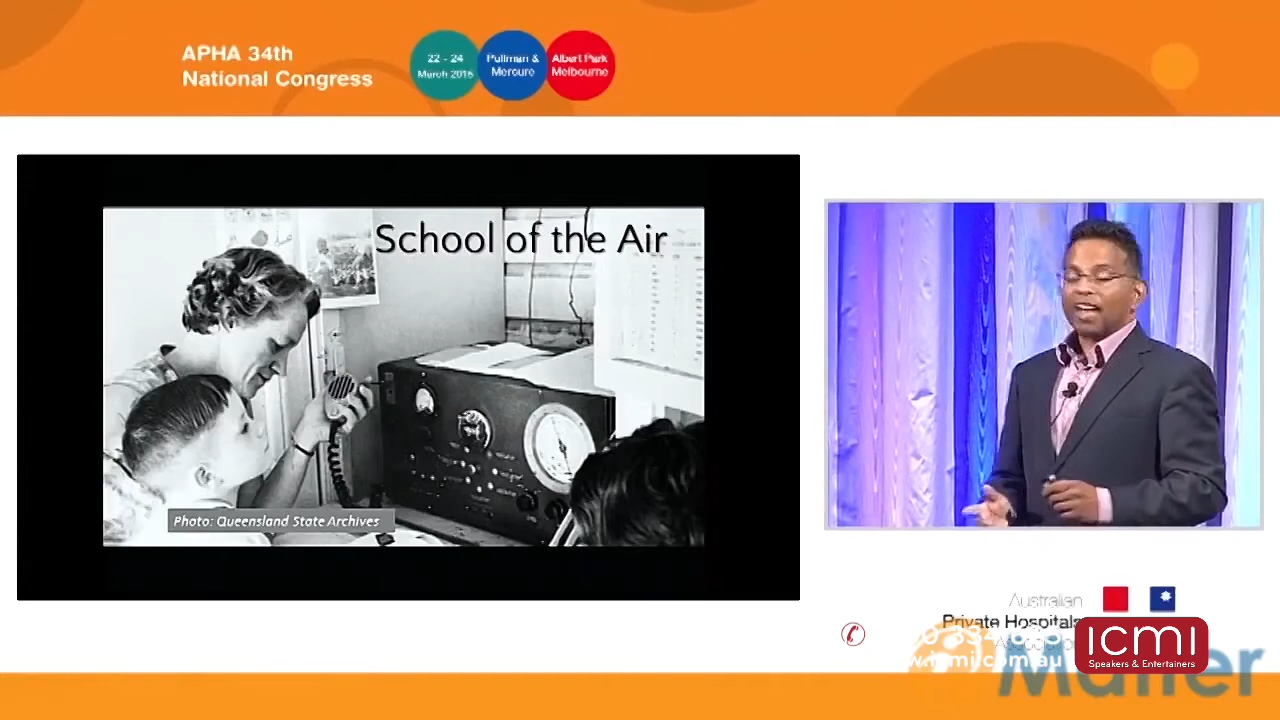 APHA 34th
National Congress
22 - 24
March 2015
Pullman &
Mercure
Albert Park
Melbourne
School of the Air
Photo: Queensland State Archives
Australian
Private Hospitals
icmi
Speakers & Entertainers